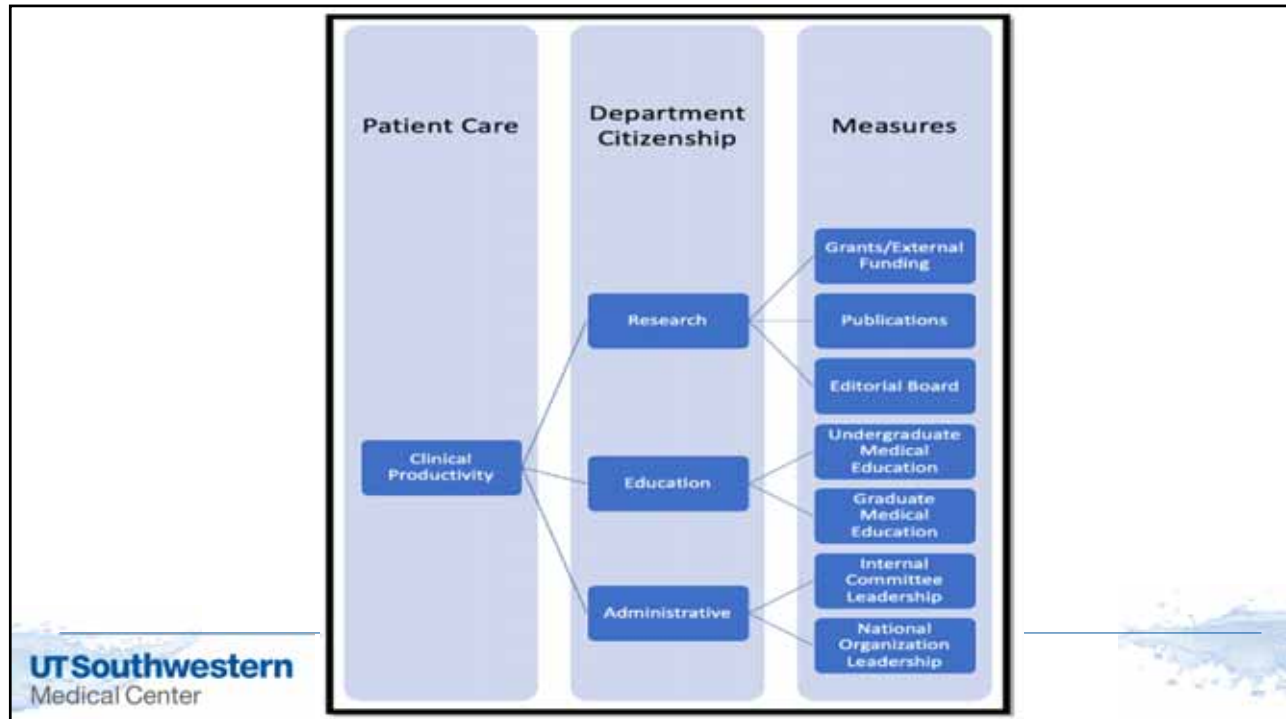 Patient Care
Department
Citizenship
Measures
Grants/External
Funding
Research
Publications
Editorial Board
Clinical
Productivity
Education
Undergraduate
Medical
Education
Graduate
Medical
Education
Administrative
Internal
Committee
Leadership
National
Organization
Leadership
UTSouthwestern
Medical Center